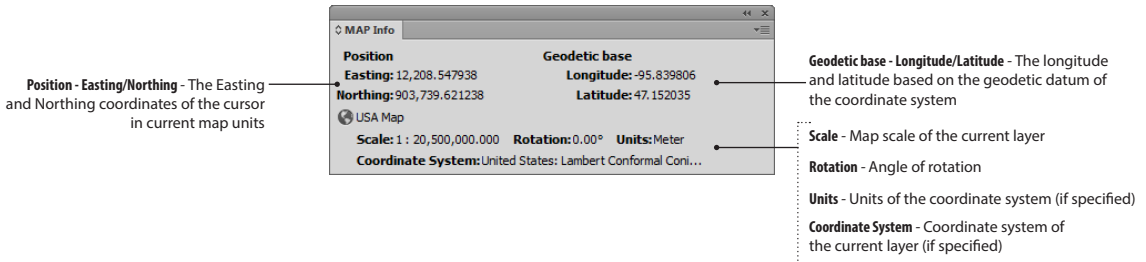 MAP Info
Position
Geodetic base
Easting: 12,208.547938
Longitude: -95.839806
Northing: 903,739.621238
Latitude: 47.152035
USA Map
Scale: 1 : 20,500,000.000 Rotation: 0.00° Units: Meter
Coordinate System: United States: Lambert Conformal Coni...
Position - Easting/Northing - The Easting
and Northing coordinates of the cursor
in current map units
Geodetic base - Longitude/Latitude - The longitude
and latitude based on the geodetic datum of
the coordinate system
Scale - Map scale of the current layer
Rotation - Angle of rotation
Units - Units of the coordinate system (if specified)
Coordinate System - Coordinate system of
the current layer (if specified)